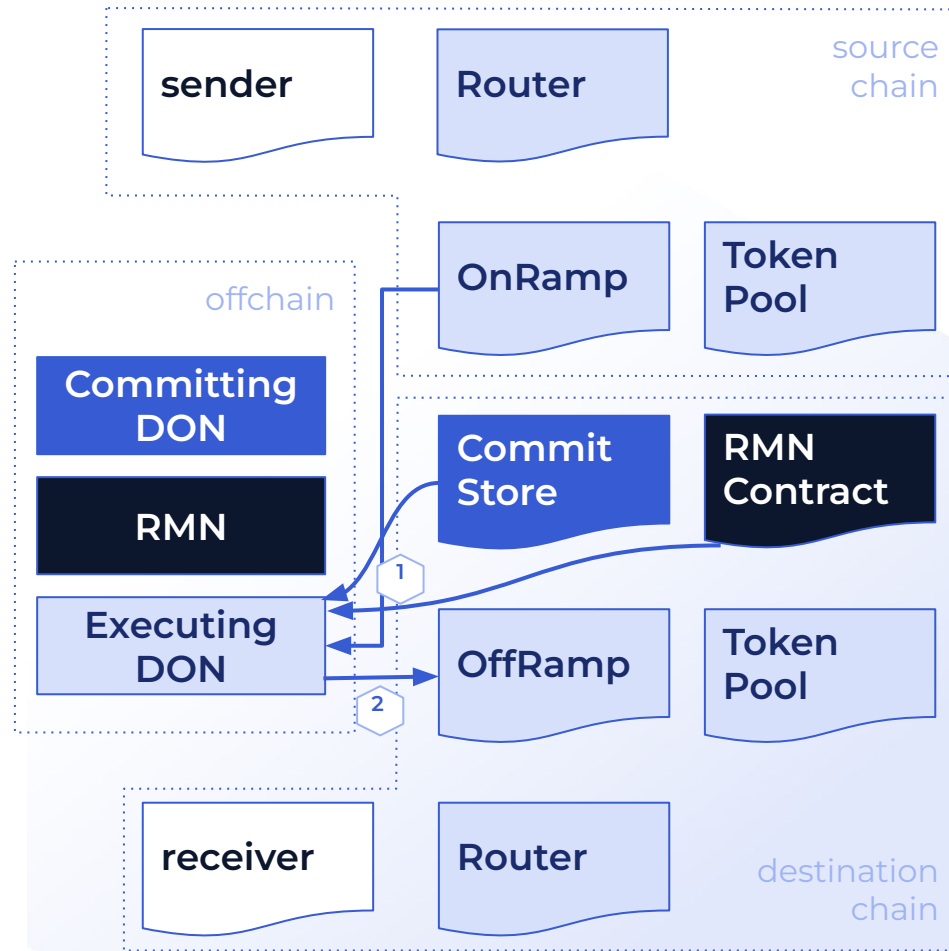 sender
Router
source
chain
OnRamp
Token
Pool
offchain
Committing
DON
Commit
Store
RMN
Contract
RMN
1
Executing
DON
OffRamp
Token
Pool
2
receiver
Router
destination
chain